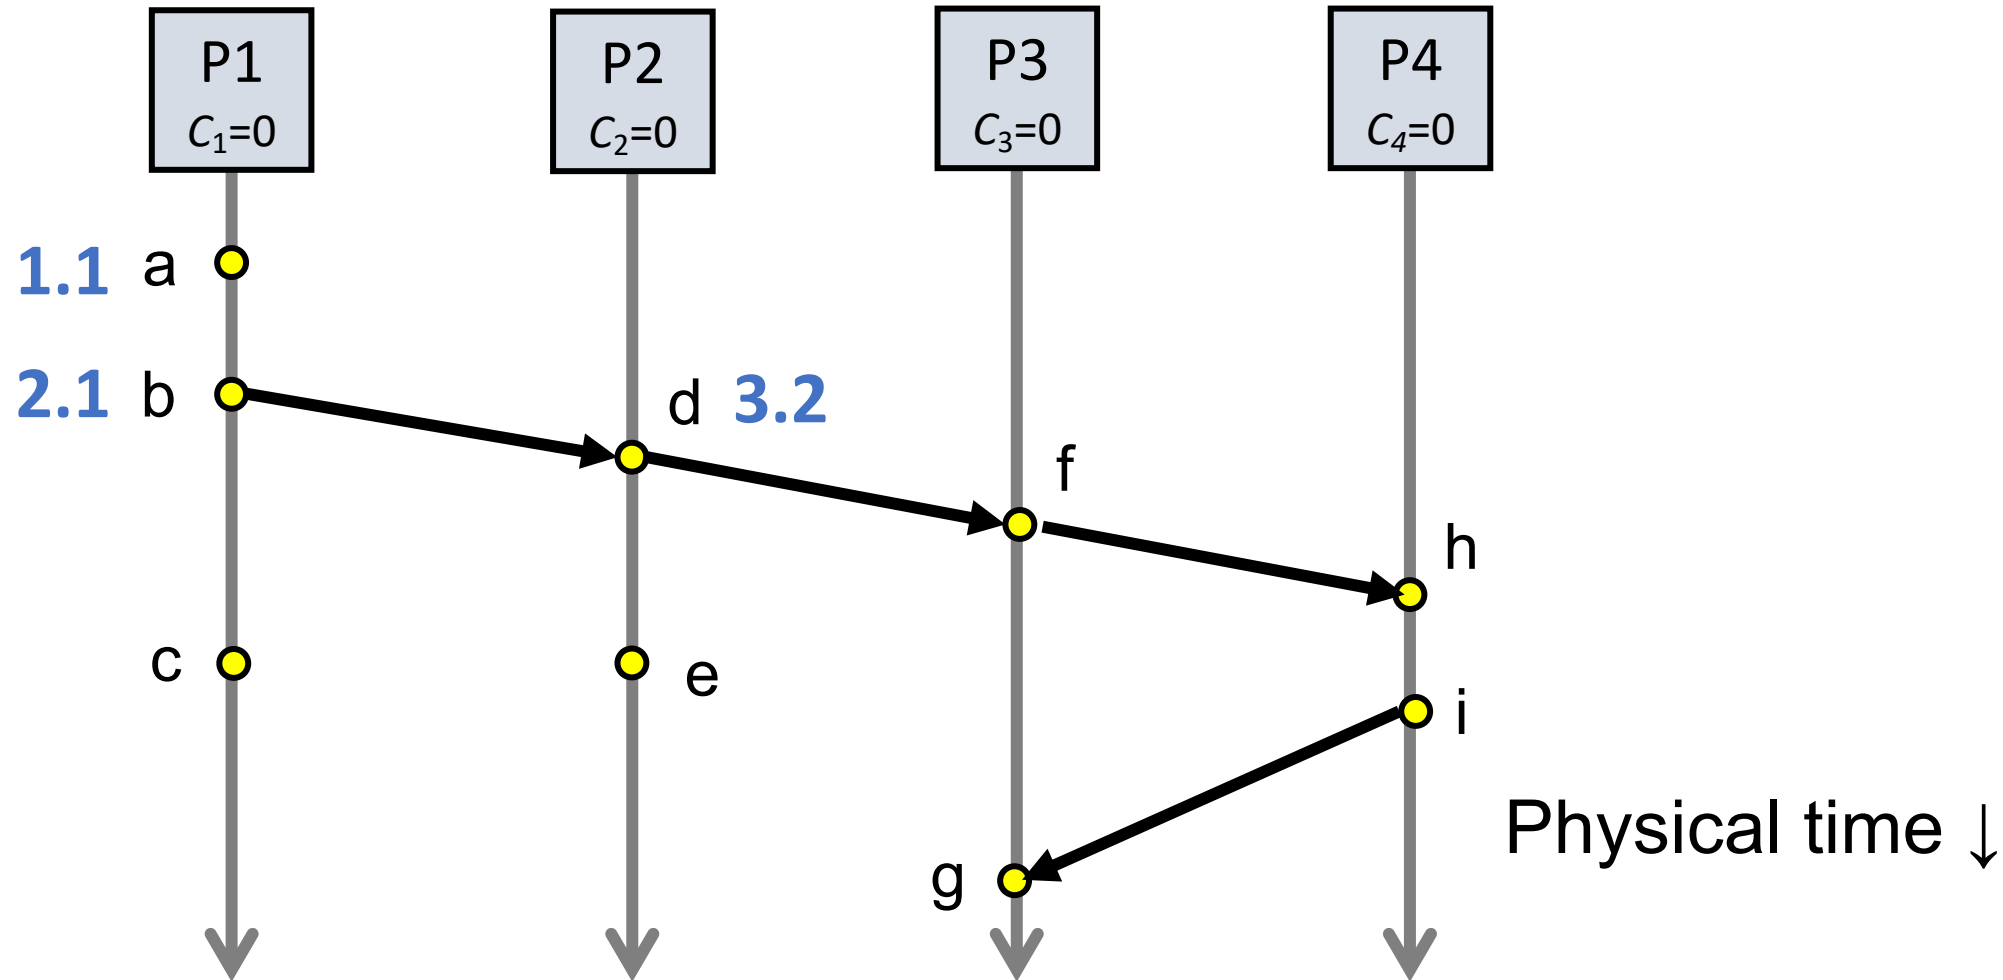 P1
C₁=0
P2
C₂=0
P3
C₃=0
P4
C₄=0
1.1 a
2.1 b
d 3.2
f
h
c
e
i
Physical time ↓
g